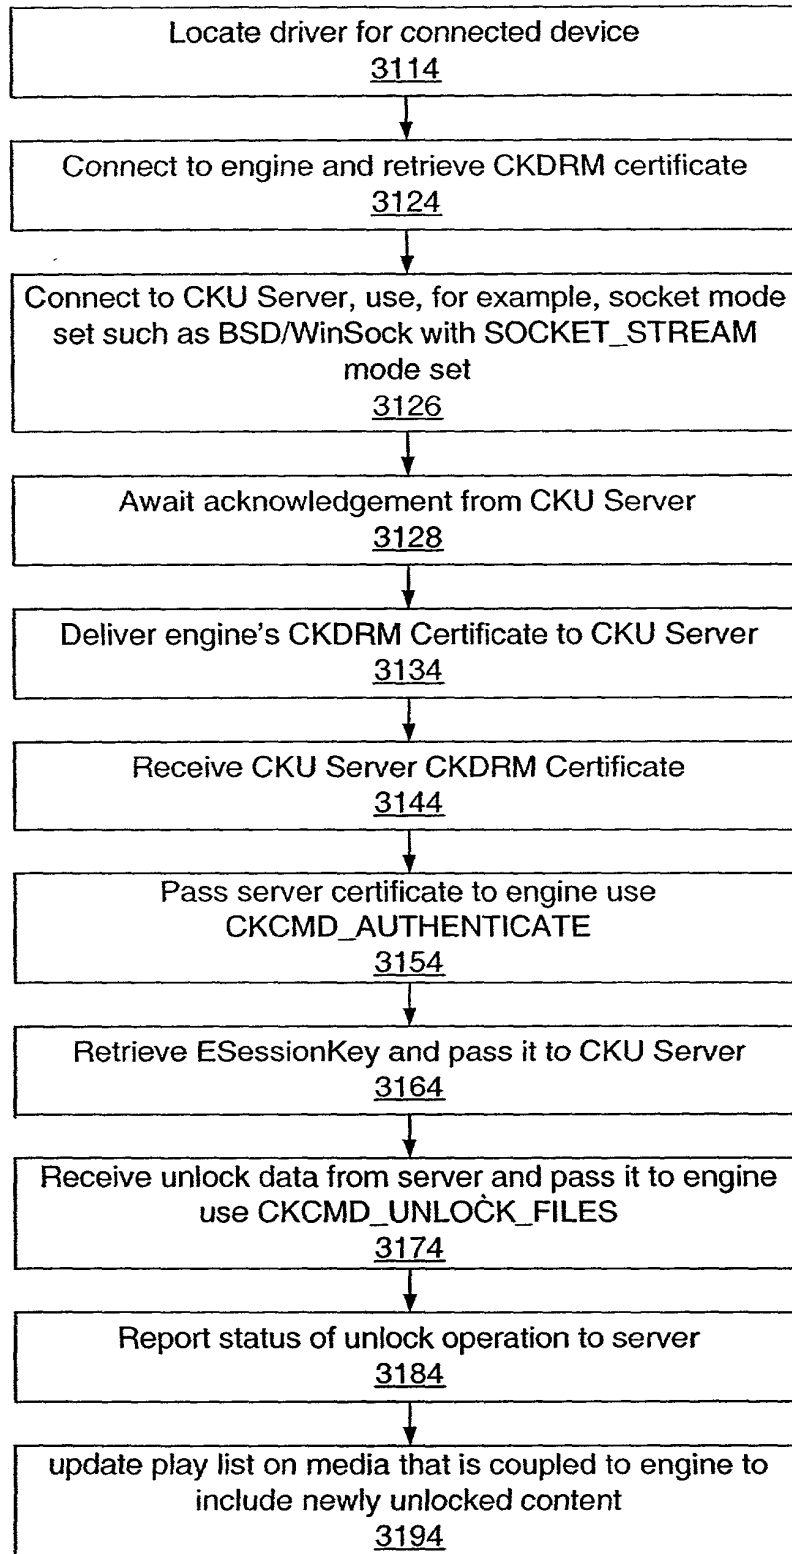 Locate driver for connected device
3114
Connect to engine and retrieve CKDRM certificate
3124
Connect to CKU Server, use, for example, socket mode
set such as BSD/WinSock with SOCKET_STREAM
mode set
3126
Await acknowledgement from CKU Server
3128
Deliver engine's CKDRM Certificate to CKU Server
3134
Receive CKU Server CKDRM Certificate
3144
Pass server certificate to engine use
CKCMD_AUTHENTICATE
3154
Retrieve ESessionKey and pass it to CKU Server
3164
Receive unlock data from server and pass it to engine
use CKCMD_UNLOCK_FILES
3174
Report status of unlock operation to server
3184
update play list on media that is coupled to engine to
include newly unlocked content
3194